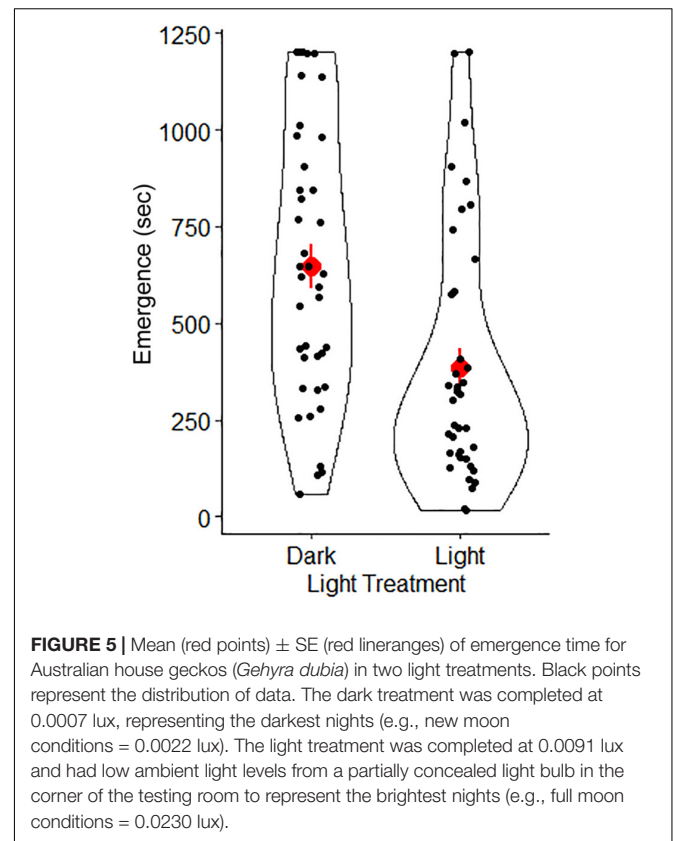 1250
1000
750
500
250
0
Emergence (sec)
Dark Light
Light Treatment
FIGURE 5 | Mean (red points) ± SE (red lineranges) of emergence time for
Australian house geckos (Gehyra dubia) in two light treatments. Black points
represent the distribution of data. The dark treatment was completed at
0.0007 lux, representing the darkest nights (e.g., new moon
conditions = 0.0022 lux). The light treatment was completed at 0.0091 lux
and had low ambient light levels from a partially concealed light bulb in the
corner of the testing room to represent the brightest nights (e.g., full moon
conditions = 0.0230 lux).